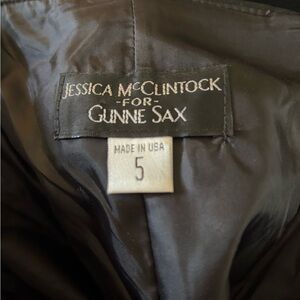 JESSICA McCLINTOCK
-FOR-
GUNNE SAX
MADE IN USA
5